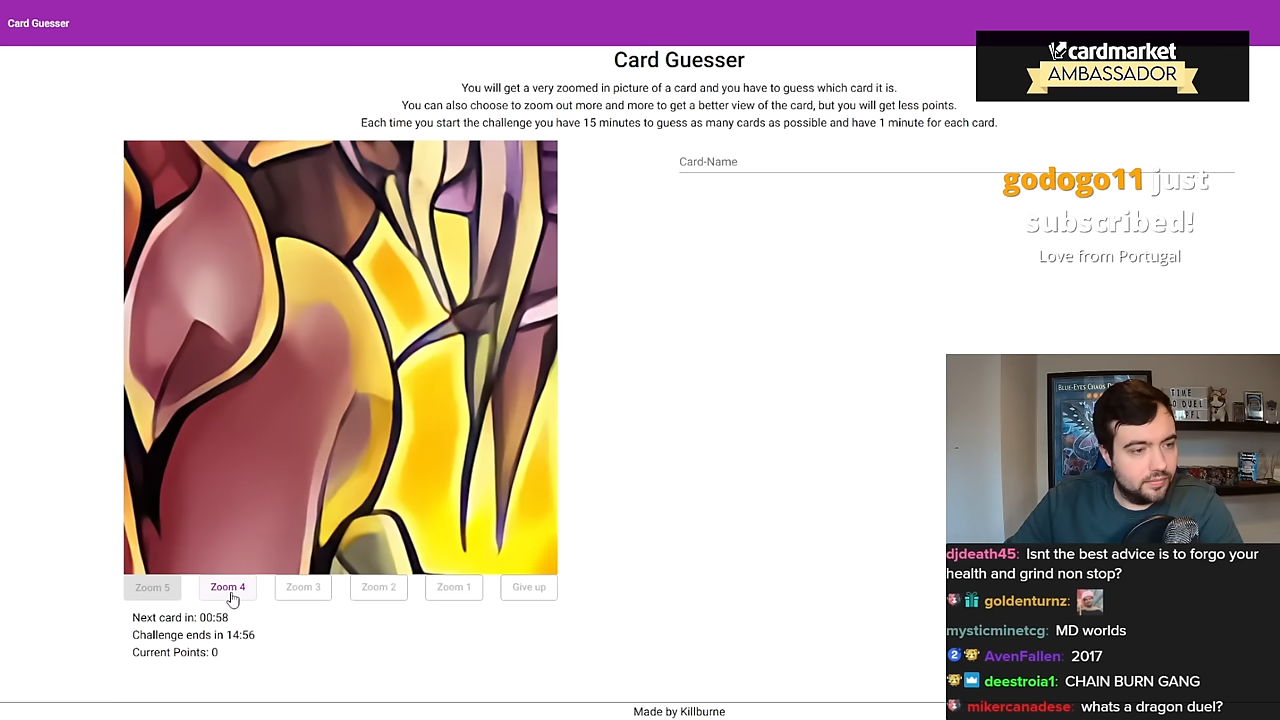 Card Guesser
cardmarket
AMBASSADOR
Card Guesser
You will get a very zoomed in picture of a card and you have to guess which card it is.
You can also choose to zoom out more and more to get a better view of the card, but you will get less points.
Each time you start the challenge you have 15 minutes to guess as many cards as possible and have 1 minute for each card.
Card-Name
godogo11 just
subscribed!
Love from Portugal
BLUE-EYES CHAOS
TIME
DUEL
Zoom 5
Zoom 4
Zoom 3
Zoom 2
Zoom 1
Give up
Next card in: 00:58
Challenge ends in 14:56
Current Points: 0
djdeath45: Isnt the best advice is to forgo your
health and grind non stop?
goldenturnz:
mysticminetcg: MD worlds
2 AvenFallen: 2017
deestroia1: CHAIN BURN GANG
mikercanadese: whats a dragon duel?
Made by Killburne